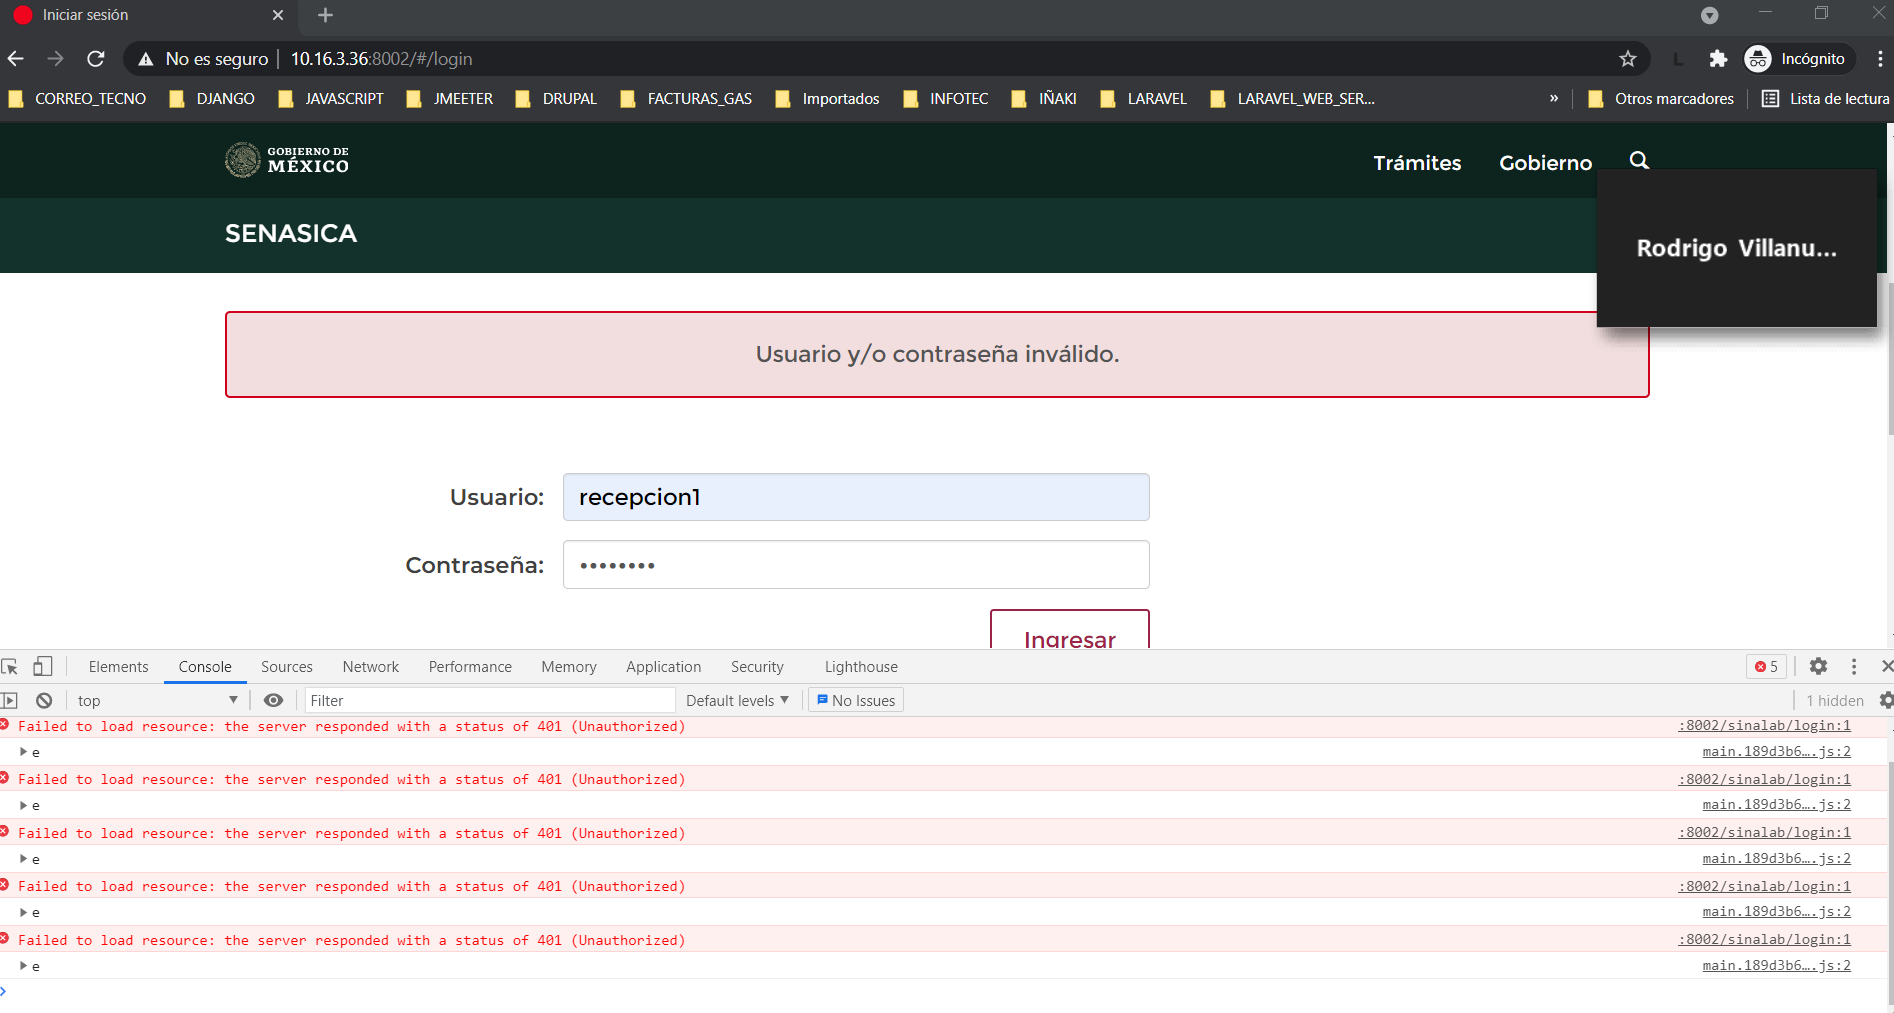 Iniciar sesión
No es seguro
10.16.3.36:8002/#/login
L
Incógnito
CORREO_TECNO
DJANGO
JAVASCRIPT
JMEETER
DRUPAL
FACTURAS_GAS
Importados
INFOTEC
IÑAKI
LARAVEL
LARAVEL_WEB_SER...
»
Otros marcadores
Lista de lectura
GOBIERNO DE
MÉXICO
Trámites
Gobierno
SENASICA
Rodrigo Villanu...
Usuario y/o contraseña inválido.
Usuario:
recepcion1
Contraseña:
••••••••
Ingresar
Elements
Console
Sources
Network
Performance
Memory
Application
Security
Lighthouse
5
top
Filter
Default levels
No Issues
1 hidden
Failed to load resource: the server responded with a status of 401 (Unauthorized)
:8002/sinalab/login:1
e
main.189d3b6….js:2
Failed to load resource: the server responded with a status of 401 (Unauthorized)
:8002/sinalab/login:1
e
main.189d3b6….js:2
Failed to load resource: the server responded with a status of 401 (Unauthorized)
:8002/sinalab/login:1
e
main.189d3b6….js:2
Failed to load resource: the server responded with a status of 401 (Unauthorized)
:8002/sinalab/login:1
e
main.189d3b6….js:2
Failed to load resource: the server responded with a status of 401 (Unauthorized)
:8002/sinalab/login:1
e
main.189d3b6….js:2